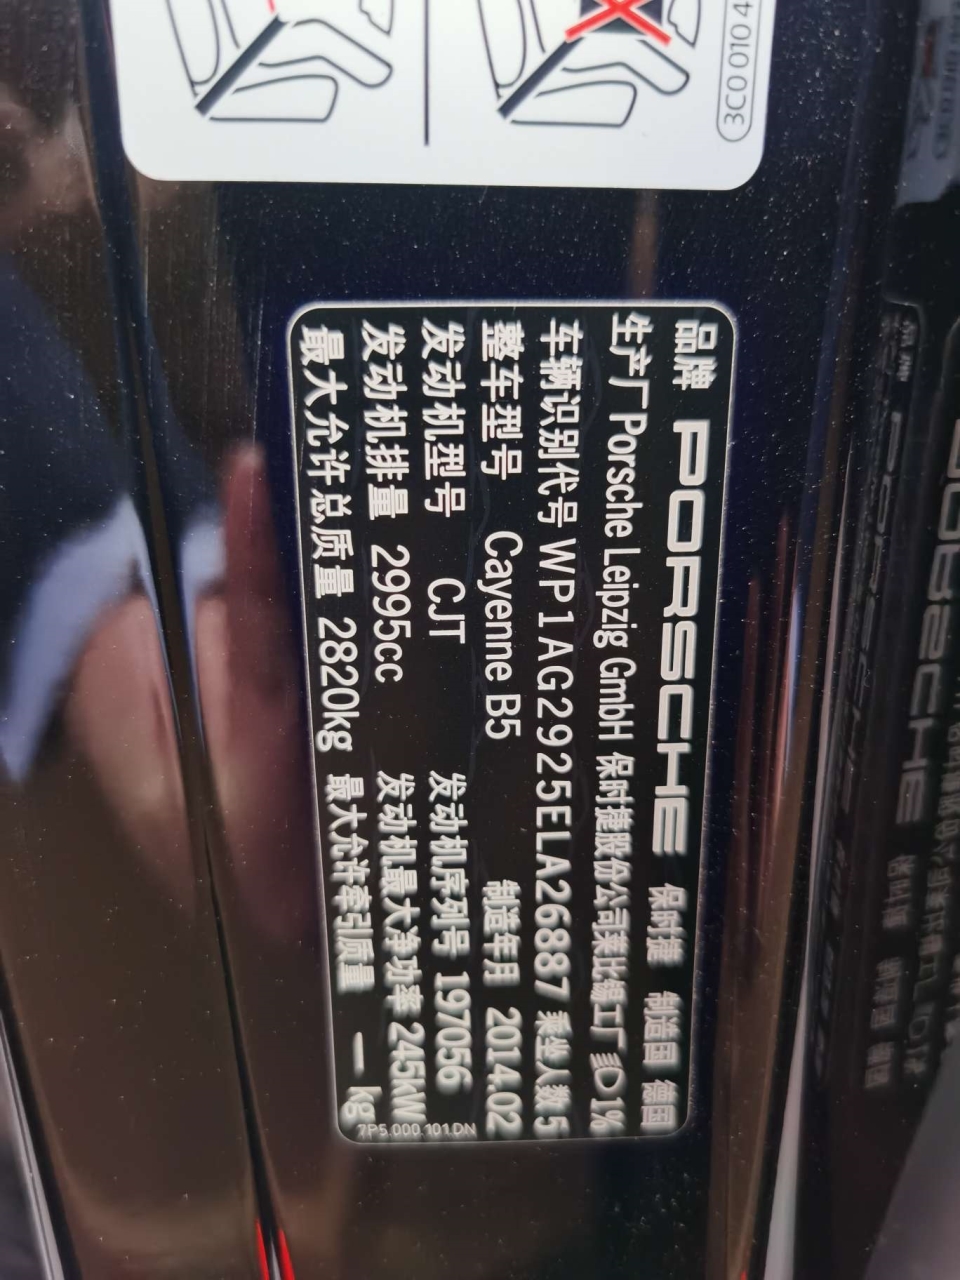 3C0 0104
品牌 PORSCHE 保时捷 制造国 德国
生产厂 Porsche Leipzig GmbH 保时捷股份公司莱比锡工厂 1%
车辆识别代号 WP1AG2925ELA26887 乘坐人数 5
整车型号 Cayenne B5 制造年月 2014.02
发动机型号 CJT 发动机序列号 197056
发动机排量 2995cc 发动机最大净功率 245kW
最大允许总质量 2820kg 最大允许牵引质量 — kg
7P5.000.101.DN